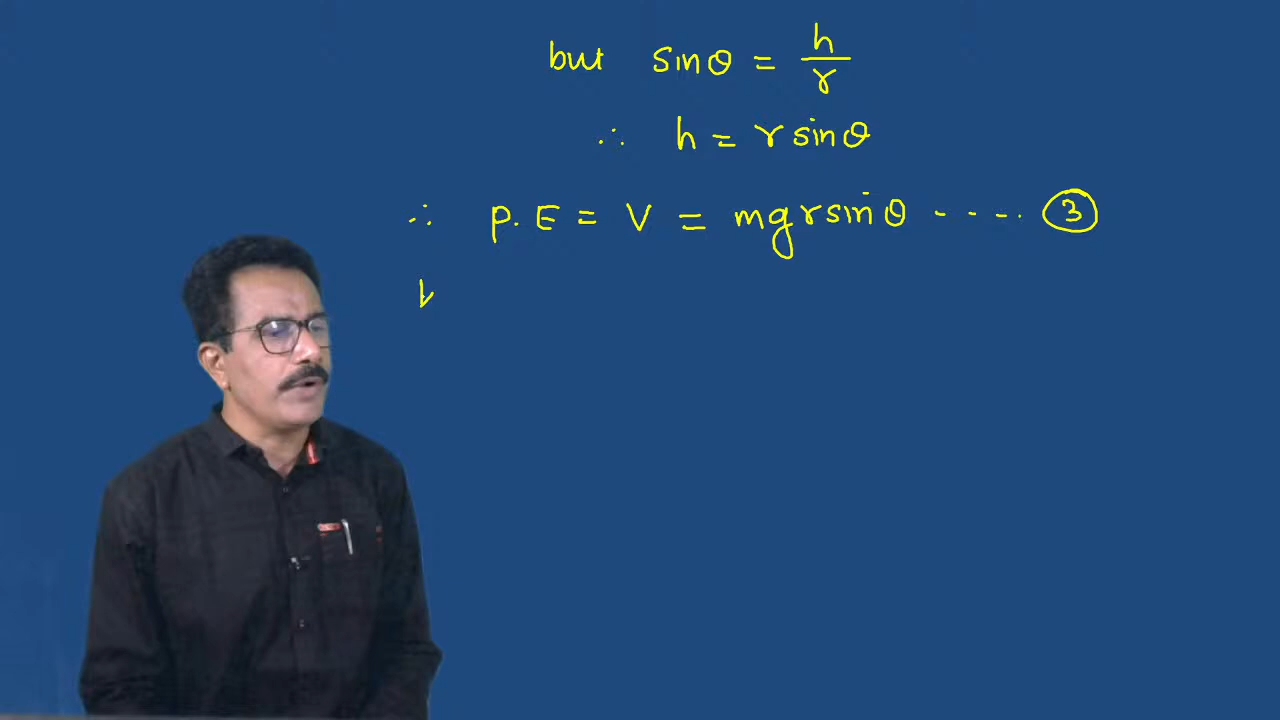 but sinθ = h/r
∴ h = r sinθ
∴ P.E = V = mgr sinθ ----- ③